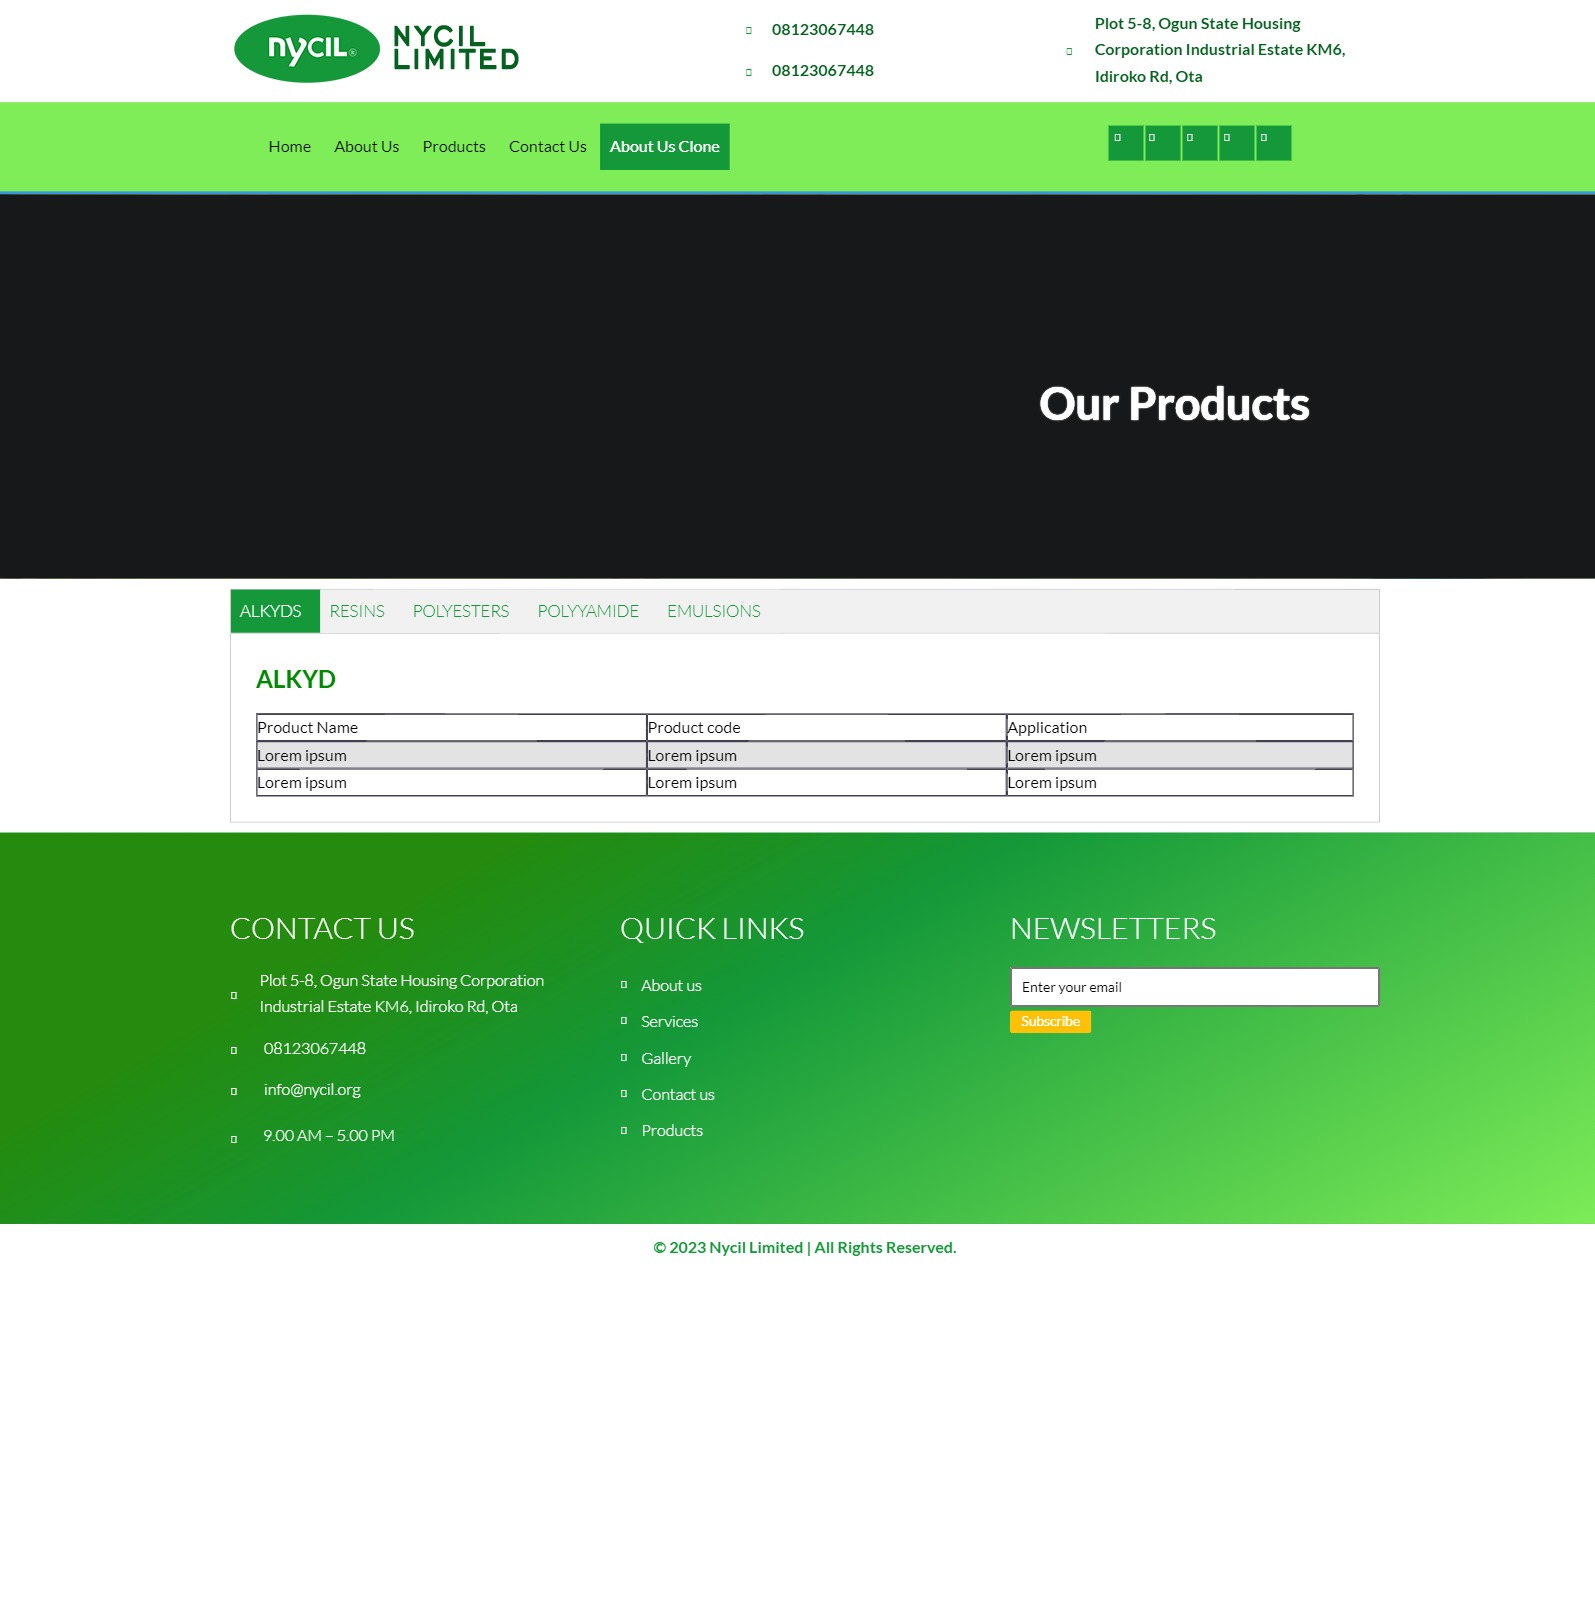 nycil®
NYCIL
LIMITED
08123067448
08123067448
Plot 5-8, Ogun State Housing
Corporation Industrial Estate KM6,
Idiroko Rd, Ota
Home About Us Products Contact Us About Us Clone
Our Products
ALKYDS RESINS POLYESTERS POLYYAMIDE EMULSIONS
ALKYD
Product Name Product code Application
Lorem ipsum Lorem ipsum Lorem ipsum
Lorem ipsum Lorem ipsum Lorem ipsum
CONTACT US
Plot 5-8, Ogun State Housing Corporation
Industrial Estate KM6, Idiroko Rd, Ota
08123067448
info@nycil.org
9.00 AM – 5.00 PM
QUICK LINKS
About us
Services
Gallery
Contact us
Products
NEWSLETTERS
Enter your email
Subscribe
© 2023 Nycil Limited | All Rights Reserved.